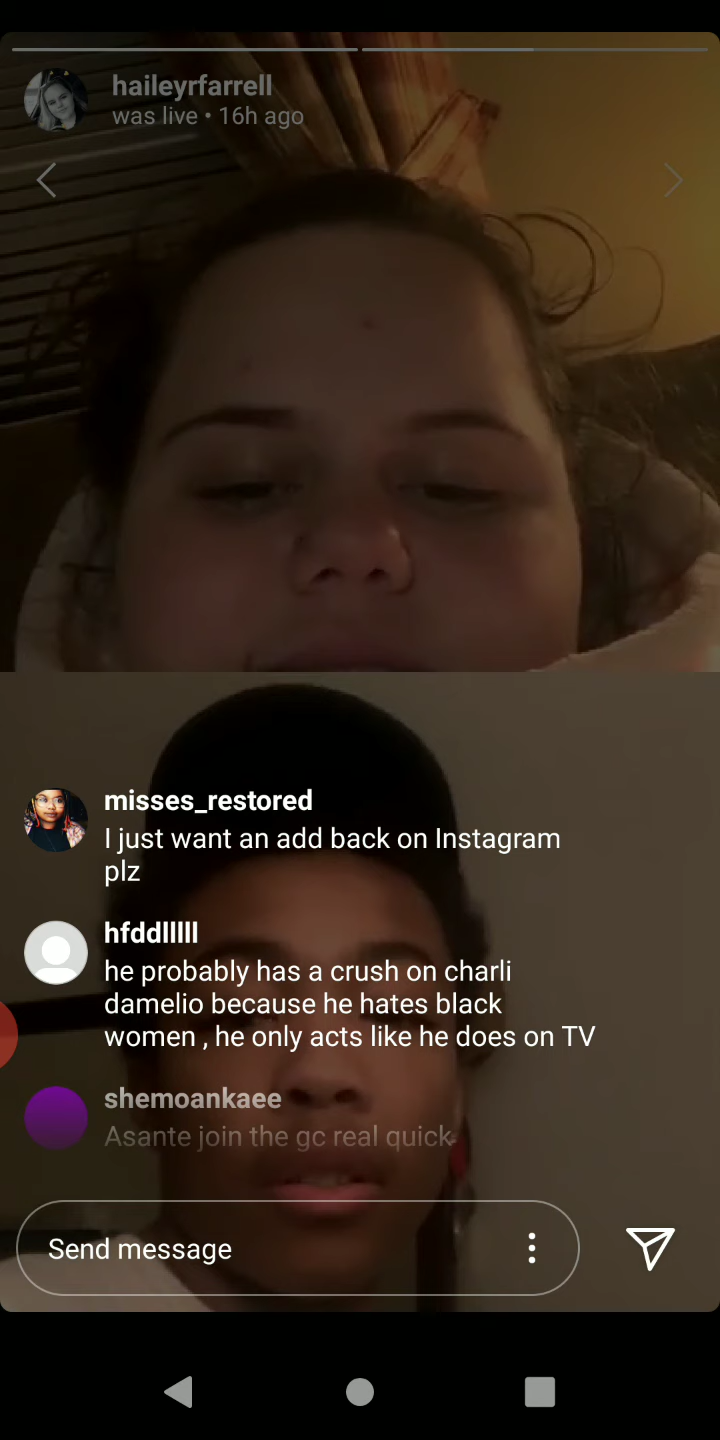 haileyrfarrell
was live • 16h ago
misses_restored
I just want an add back on Instagram
plz
hfddlllll
he probably has a crush on charli
damelio because he hates black
women , he only acts like he does on TV
shemoankaee
Asante join the gc real quick
Send message